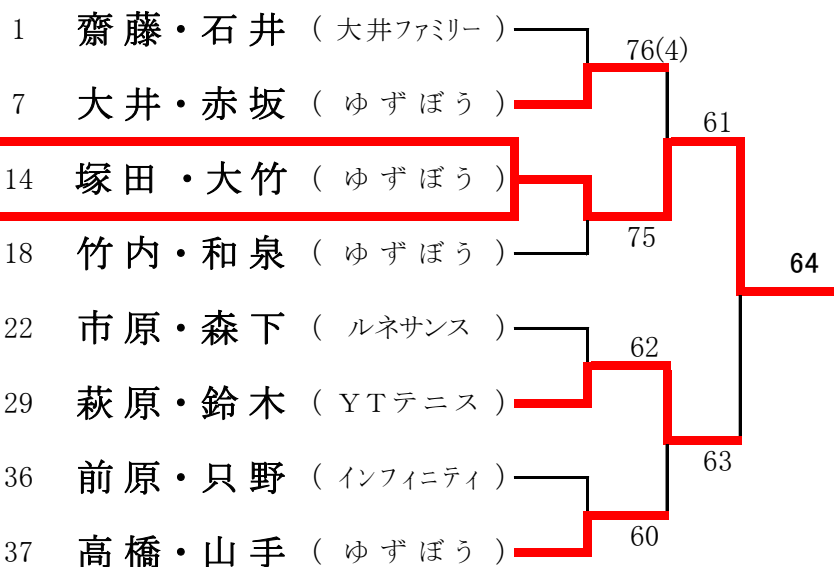 1 齋藤・石井 ( 大井ファミリー )
76(4)
7 大井・赤坂 ( ゆずぼう )
61
14 塚田・大竹 ( ゆずぼう )
75
18 竹内・和泉 ( ゆずぼう )
64
22 市原・森下 ( ルネサンス )
62
29 萩原・鈴木 ( YTテニス )
63
36 前原・只野 ( インフィニティ )
60
37 高橋・山手 ( ゆずぼう )